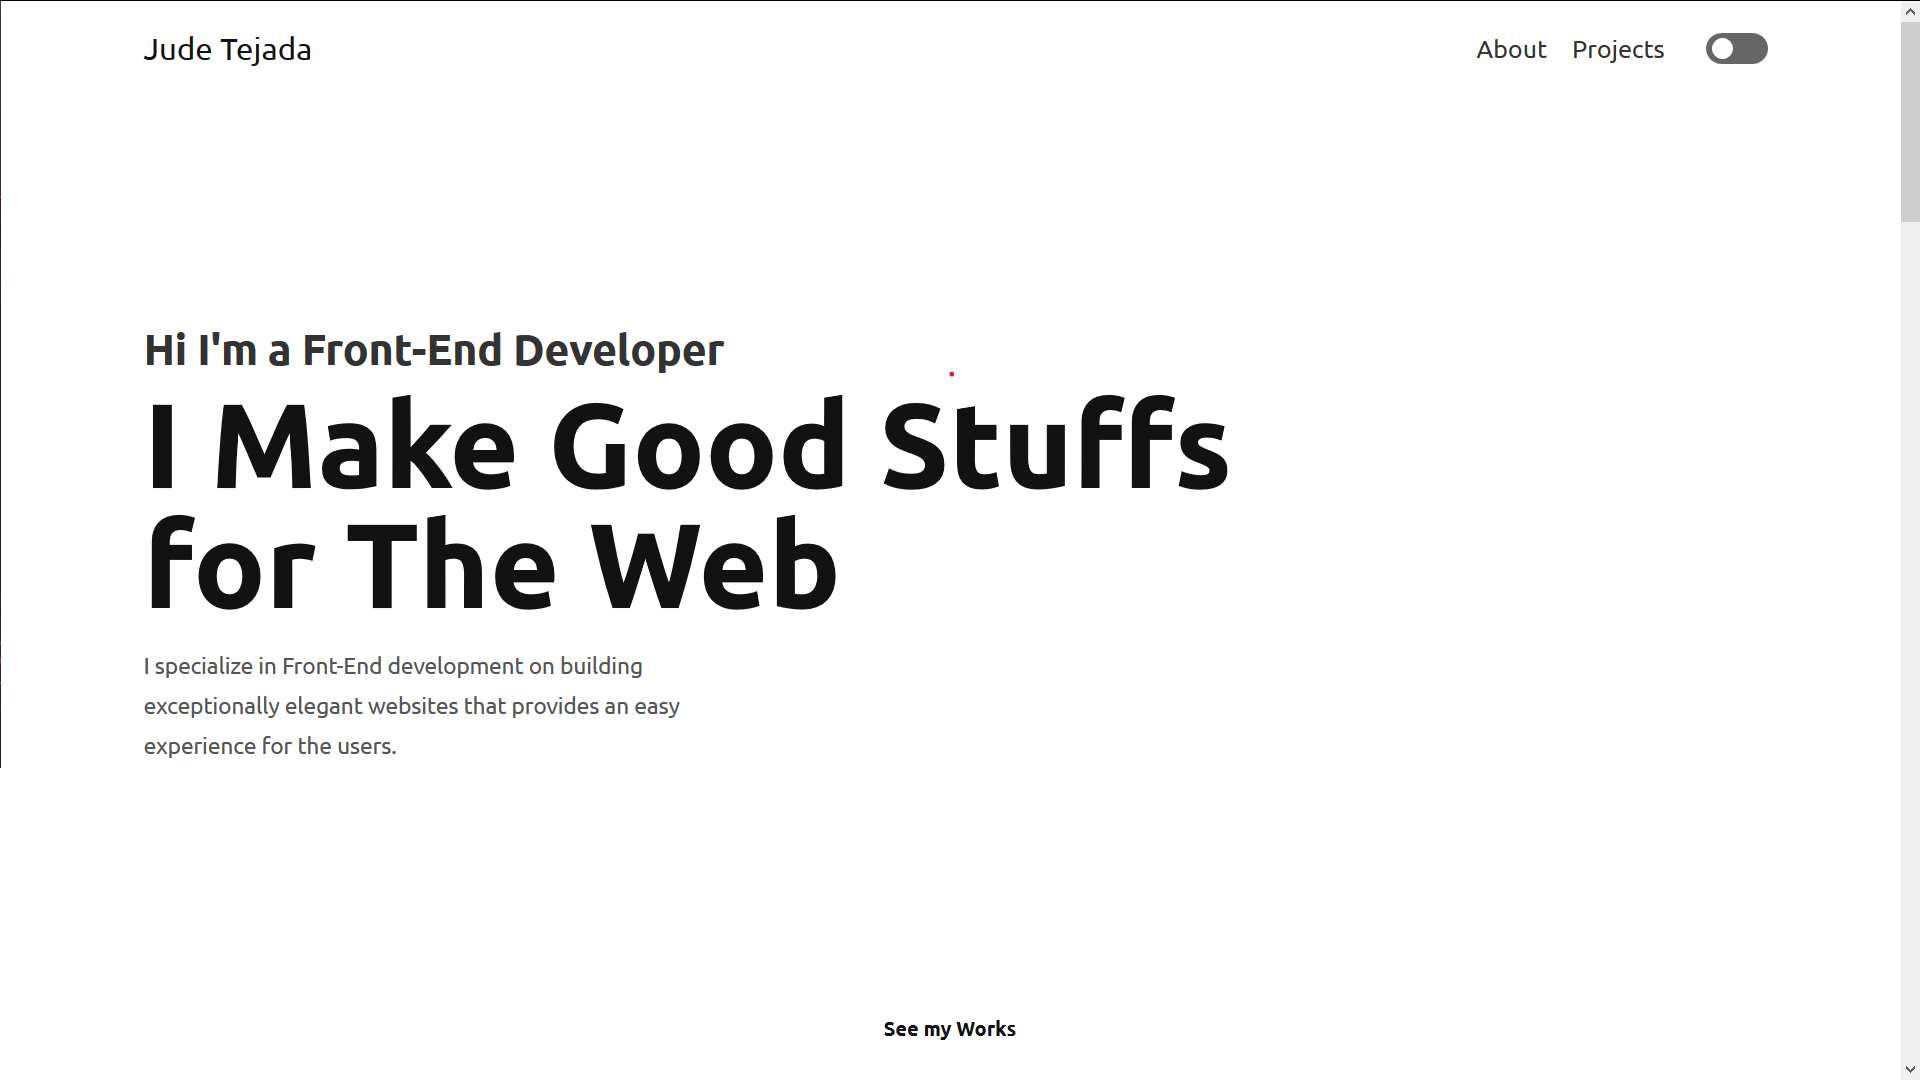 Jude Tejada
About Projects
Hi I'm a Front-End Developer
I Make Good Stuffs
for The Web
I specialize in Front-End development on building
exceptionally elegant websites that provides an easy
experience for the users.
See my Works